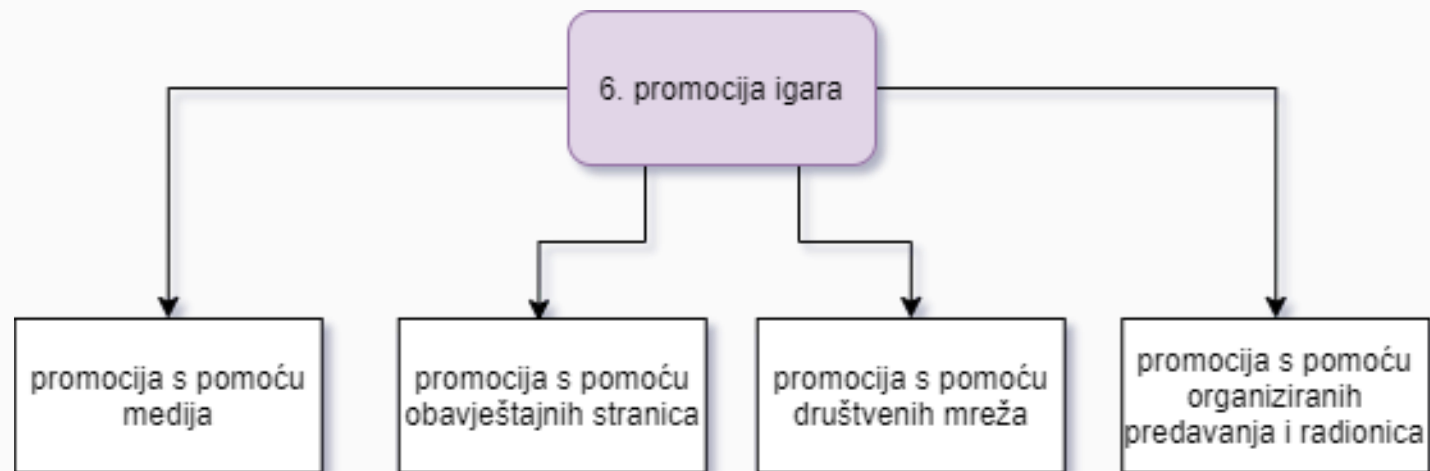 6. promocija igara
promocija s pomoću
medija
promocija s pomoću
obavještajnih stranica
promocija s pomoću
društvenih mreža
promocija s pomoću
organiziranih
predavanja i radionica